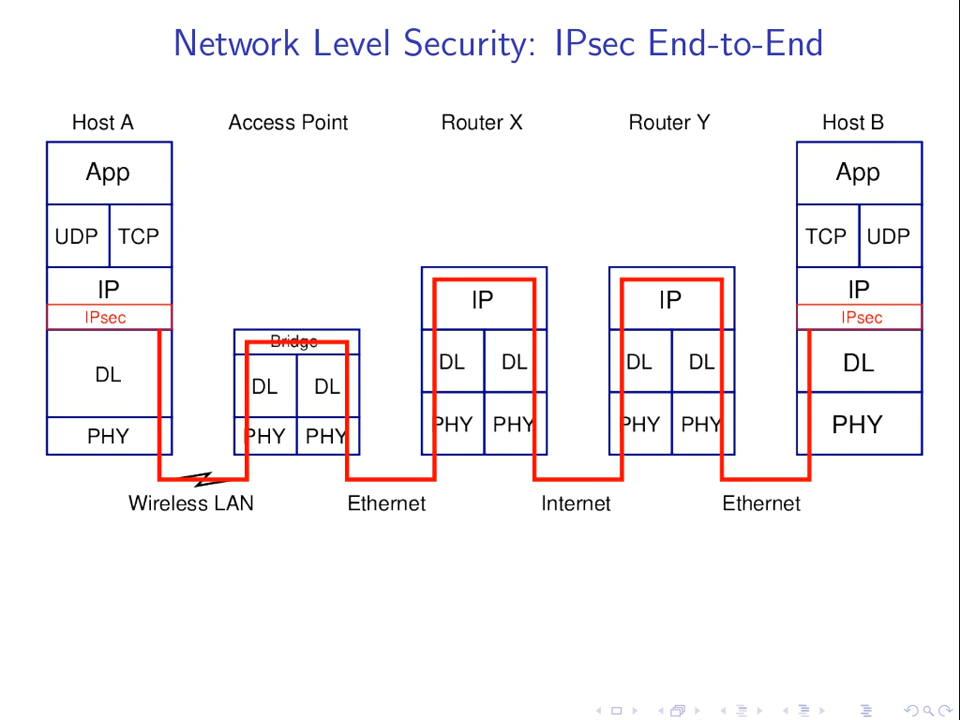 Network Level Security: IPsec End-to-End
Host A Access Point Router X Router Y Host B
App App
UDP TCP TCP UDP
IP IP IP IP
IPsec IPsec
Bridge
DL DL DL DL DL DL DL DL
PHY PHY PHY PHY PHY PHY PHY PHY
Wireless LAN Ethernet Internet Ethernet